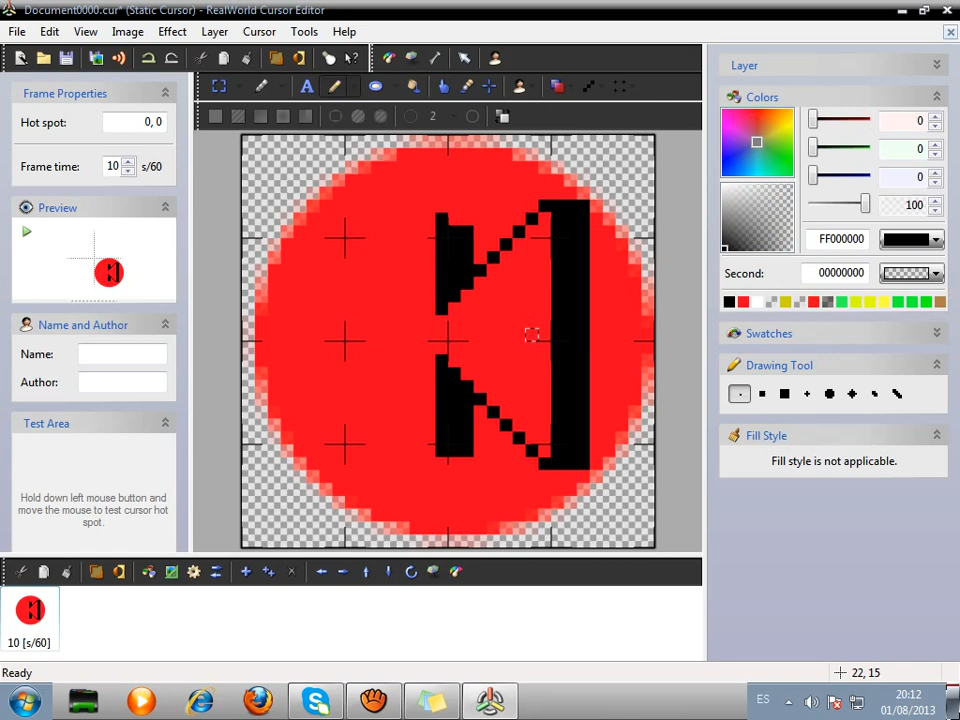 Document0000.cur* (Static Cursor) - RealWorld Cursor Editor
File Edit View Image Effect Layer Cursor Tools Help
Frame Properties
Hot spot: 0, 0
Frame time: 10 s/60
Preview
Name and Author
Name:
Author:
Test Area
Hold down left mouse button and
move the mouse to test cursor hot
spot.
A
2
Layer
Colors
0
0
0
100
FF000000
Second: 00000000
Swatches
Drawing Tool
Fill Style
Fill style is not applicable.
10 [s/60]
Ready
22, 15
ES
20:12
01/08/2013